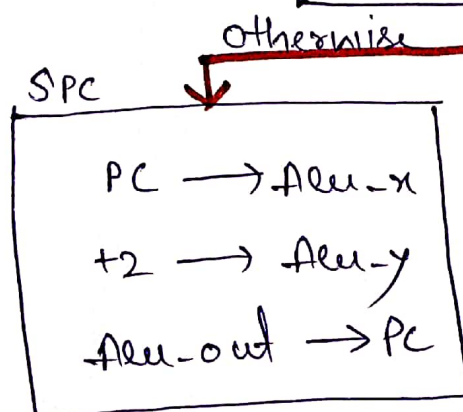 otherwise
SPC
PC → Alu-x
+2 → Alu-y
Alu-out → PC